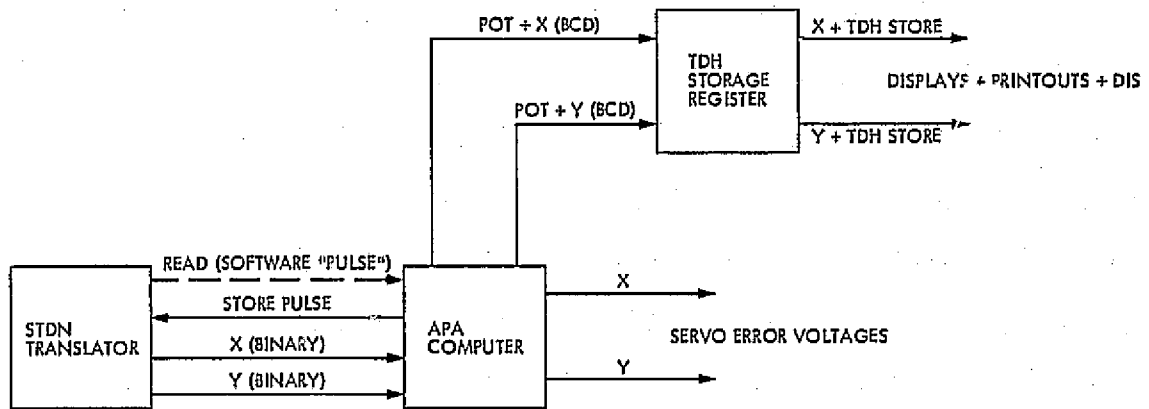 POT + X (BCD)
X + TDH STORE
TDH
STORAGE
REGISTER
DISPLAYS + PRINTOUTS + DIS
POT + Y (BCD)
Y + TDH STORE
READ (SOFTWARE "PULSE")
STORE PULSE
X (BINARY)
Y (BINARY)
STDN
TRANSLATOR
APA
COMPUTER
X
SERVO ERROR VOLTAGES
Y